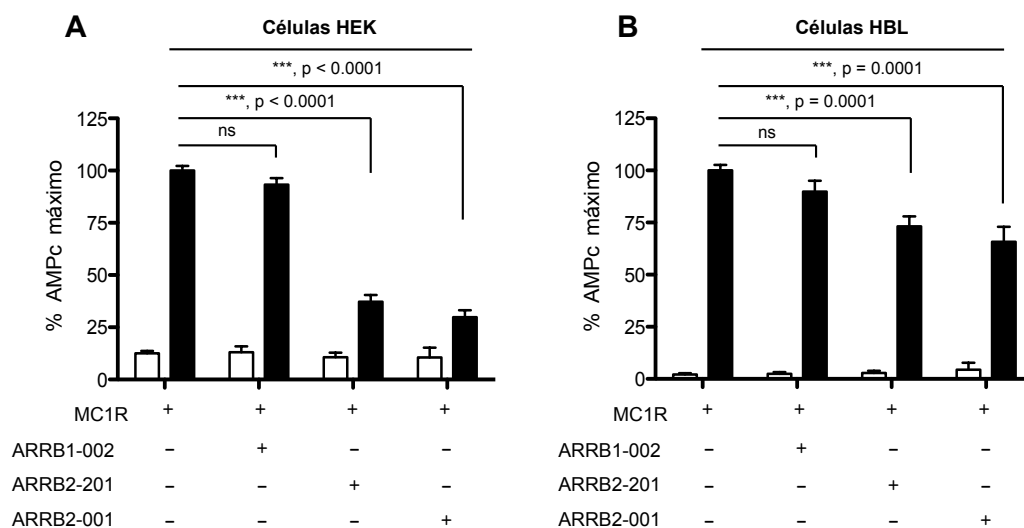 A
Células HEK
***, p < 0.0001
***, p < 0.0001
ns
125
100
75
50
25
0
% AMPc máximo
MC1R + + + +
ARRB1-002 – + – –
ARRB2-201 – – + –
ARRB2-001 – – – +
B
Células HBL
***, p = 0.0001
***, p = 0.0001
ns
125
100
75
50
25
0
% AMPc máximo
MC1R + + + +
ARRB1-002 – + – –
ARRB2-201 – – + –
ARRB2-001 – – – +